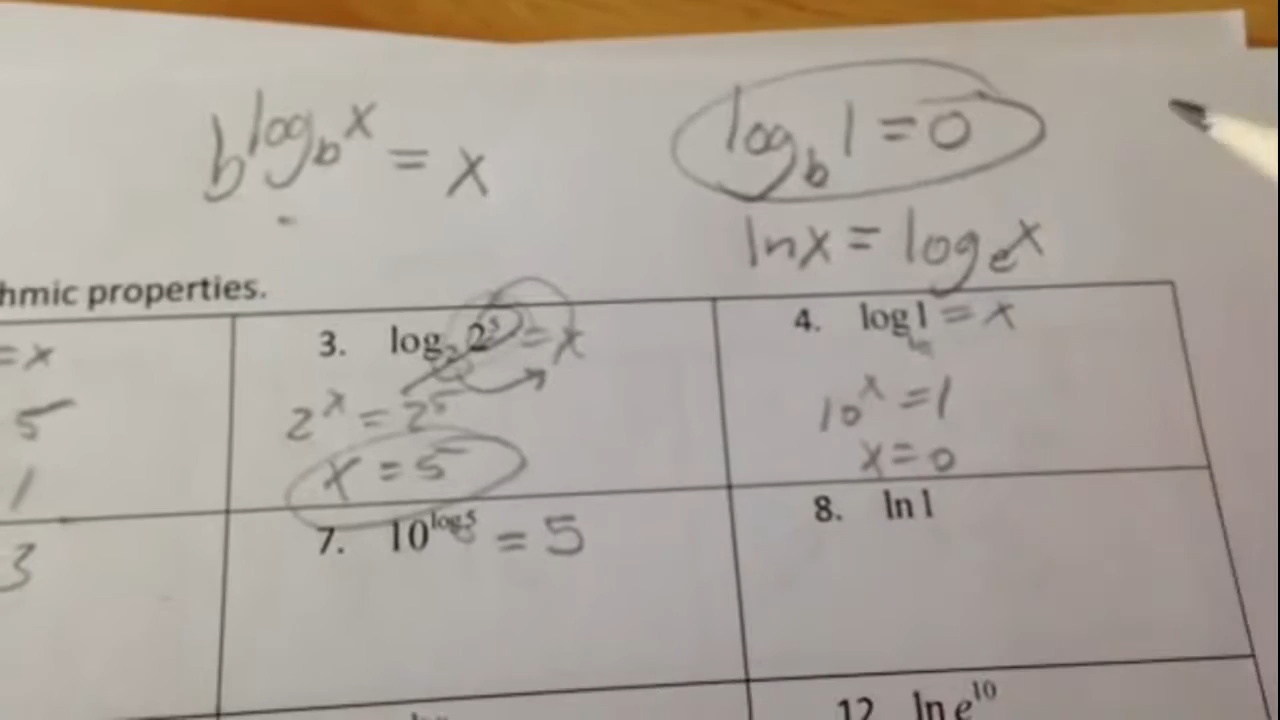 b^log_b x = x
log_b 1 = 0
ln x = log_e x
hmic properties.
= x
5
1
3. log_2 2^5 = x
2^x = 2^5
x = 5
4. log 1 = x
10^x = 1
x = 0
3
7. 10^log 5 = 5
8. ln 1
12. ln e^10